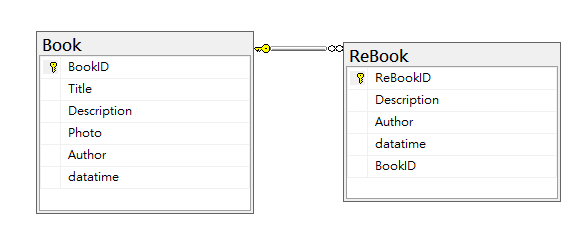 Book
BookID
Title
Description
Photo
Author
datatime
ReBook
ReBookID
Description
Author
datatime
BookID